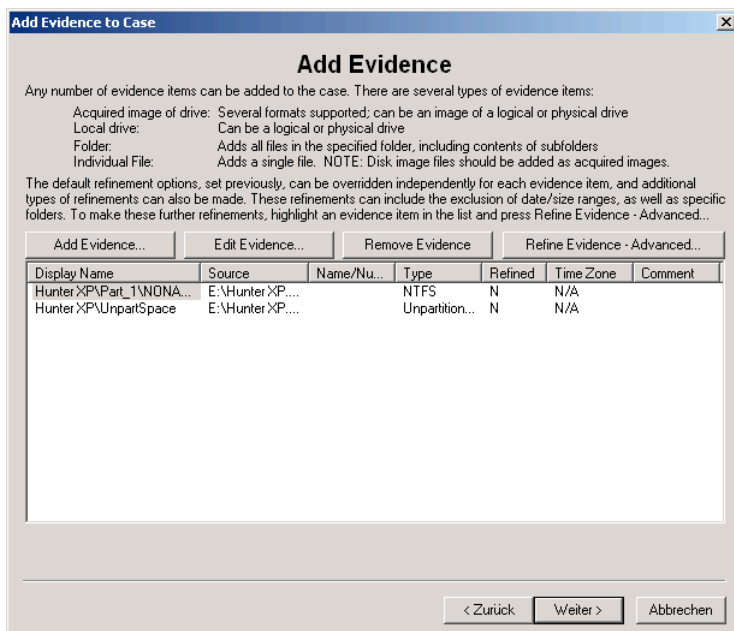 Add Evidence to Case
Add Evidence
Any number of evidence items can be added to the case. There are several types of evidence items:
Acquired image of drive: Several formats supported; can be an image of a logical or physical drive
Local drive: Can be a logical or physical drive
Folder: Adds all files in the specified folder, including contents of subfolders
Individual File: Adds a single file. NOTE: Disk image files should be added as acquired images.
The default refinement options, set previously, can be overridden independently for each evidence item, and additional
types of refinements can also be made. These refinements can include the exclusion of date/size ranges, as well as specific
folders. To make these further refinements, highlight an evidence item in the list and press Refine Evidence - Advanced...
Add Evidence... Edit Evidence... Remove Evidence Refine Evidence - Advanced...
Display Name Source Name/Nu... Type Refined Time Zone Comment
Hunter XP\Part_1\NONA... E:\Hunter XP.... NTFS N N/A
Hunter XP\UnpartSpace E:\Hunter XP.... Unpartition... N N/A
< Zurück Weiter > Abbrechen